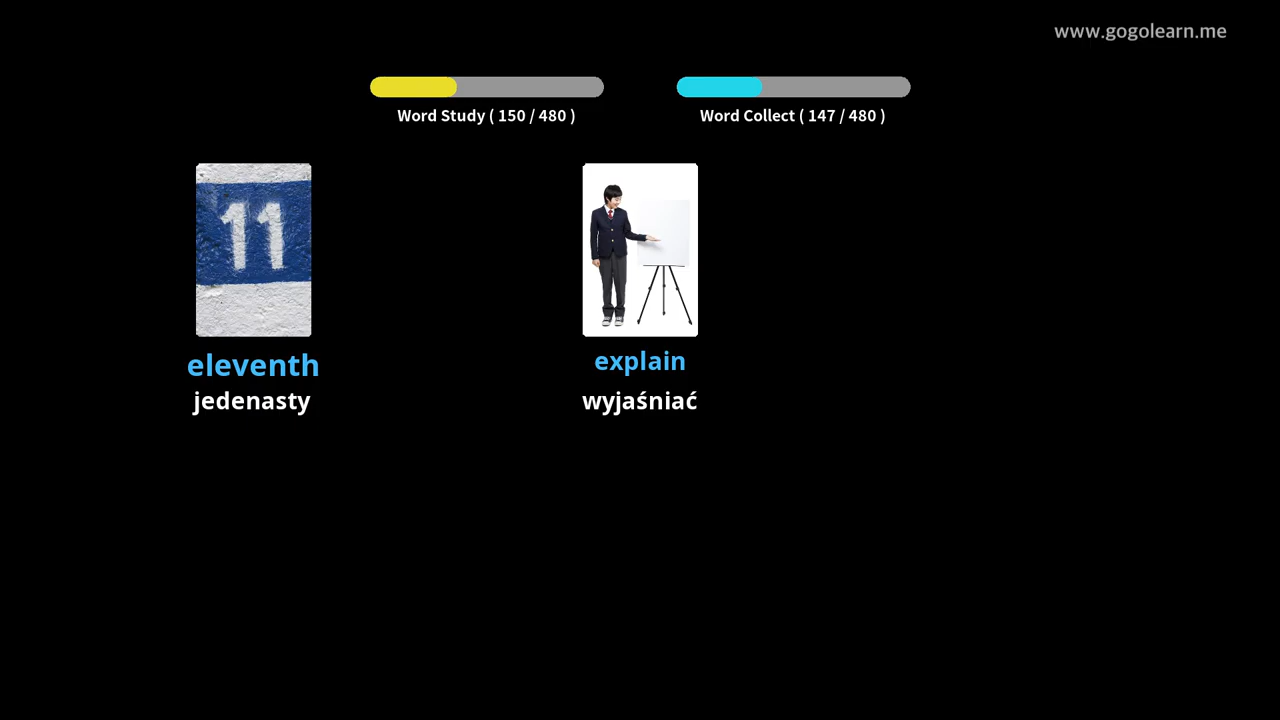 www.gogolearn.me
Word Study ( 150 / 480 )
Word Collect ( 147 / 480 )
11
eleventh
jedenasty
explain
wyjaśniać